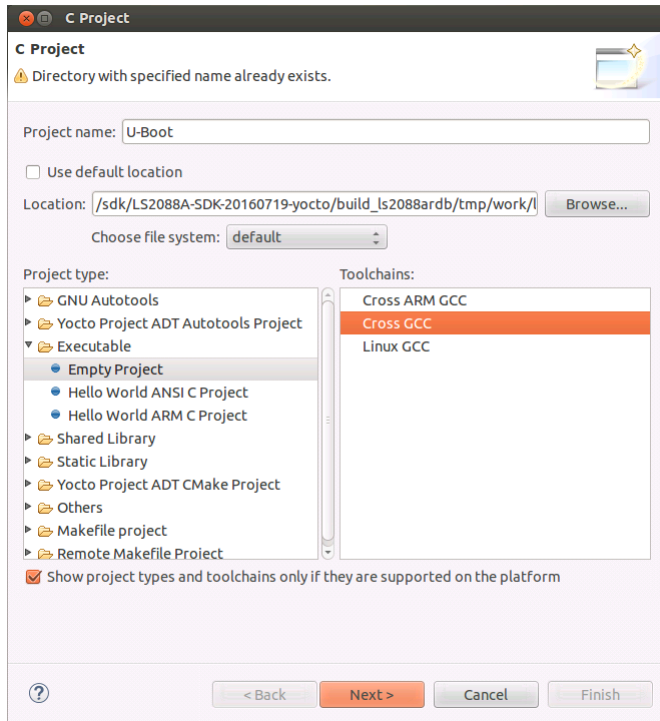 C Project
C Project
Directory with specified name already exists.
Project name: U-Boot
Use default location
Location: /sdk/LS2088A-SDK-20160719-yocto/build_ls2088ardb/tmp/work/l Browse...
Choose file system: default
Project type: Toolchains:
GNU Autotools Cross ARM GCC
Yocto Project ADT Autotools Project Cross GCC
Executable Linux GCC
Empty Project
Hello World ANSI C Project
Hello World ARM C Project
Shared Library
Static Library
Yocto Project ADT CMake Project
Others
Makefile project
Remote Makefile Project
Show project types and toolchains only if they are supported on the platform
? < Back Next > Cancel Finish